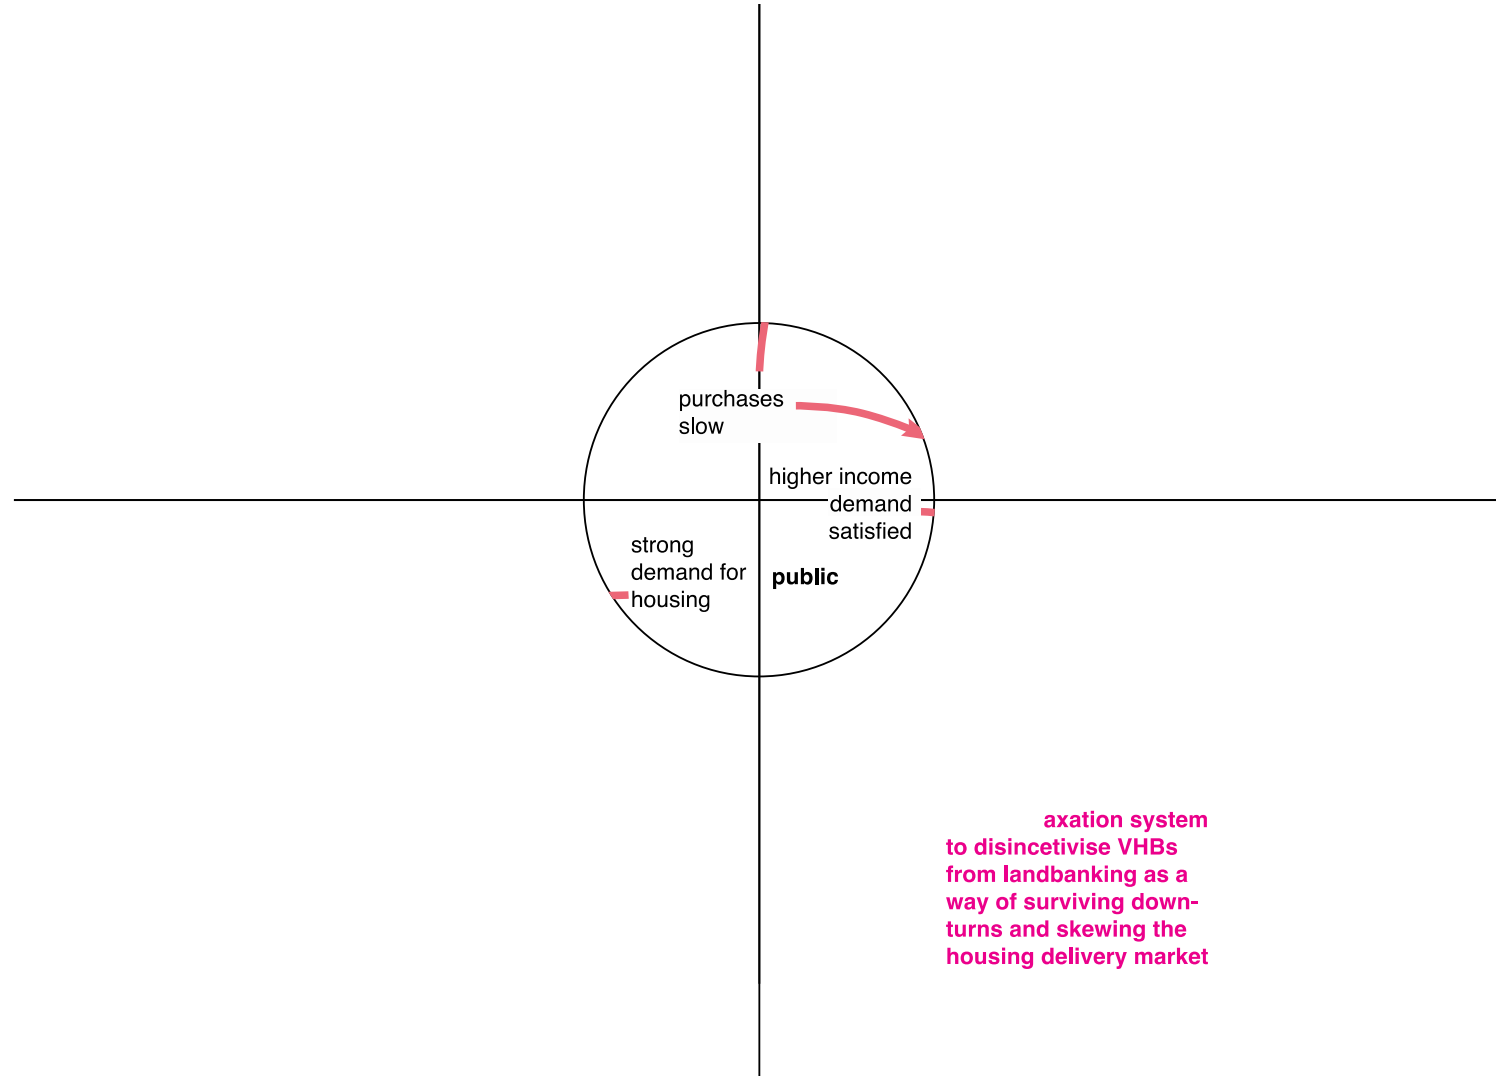 purchases
slow
higher income
demand
satisfied
strong
demand for
housing
public
axation system
to disincetivise VHBs
from landbanking as a
way of surviving down-
turns and skewing the
housing delivery market